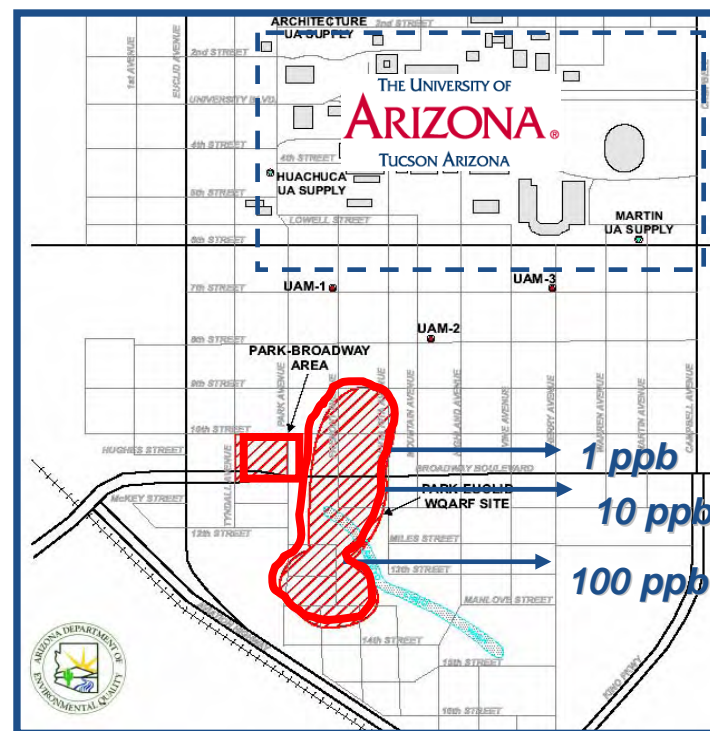 ARCHITECTURE
UA SUPPLY
1st AVENUE
EUCLID AVENUE
2nd STREET
CAMPBELL
THE UNIVERSITY OF
ARIZONA®
TUCSON ARIZONA
UNIVERSITY BLVD.
4th STREET
4th STREET
HUACHUCA
UA SUPPLY
5th STREET
LOWELL STREET
MARTIN
UA SUPPLY
6th STREET
7th STREET
UAM-1
UAM-3
UAM-2
8th STREET
PARK-BROADWAY
AREA
9th STREET
PARK AVENUE
MOUNTAIN AVENUE
HIGHLAND AVENUE
VINE AVENUE
CHERRY AVENUE
WARREN AVENUE
MARTIN AVENUE
CAMPBELL AVENUE
10th STREET
HUGHES STREET
TYNDALL AVENUE
BROADWAY BOULEVARD
1 ppb
PARK-EUCLID
WQARF SITE
10 ppb
McKEY STREET
12th STREET
MILES STREET
13th STREET
100 ppb
MANLOVE STREET
14th STREET
15th STREET
16th STREET
KINO PKWY
ARIZONA DEPARTMENT OF
ENVIRONMENTAL QUALITY